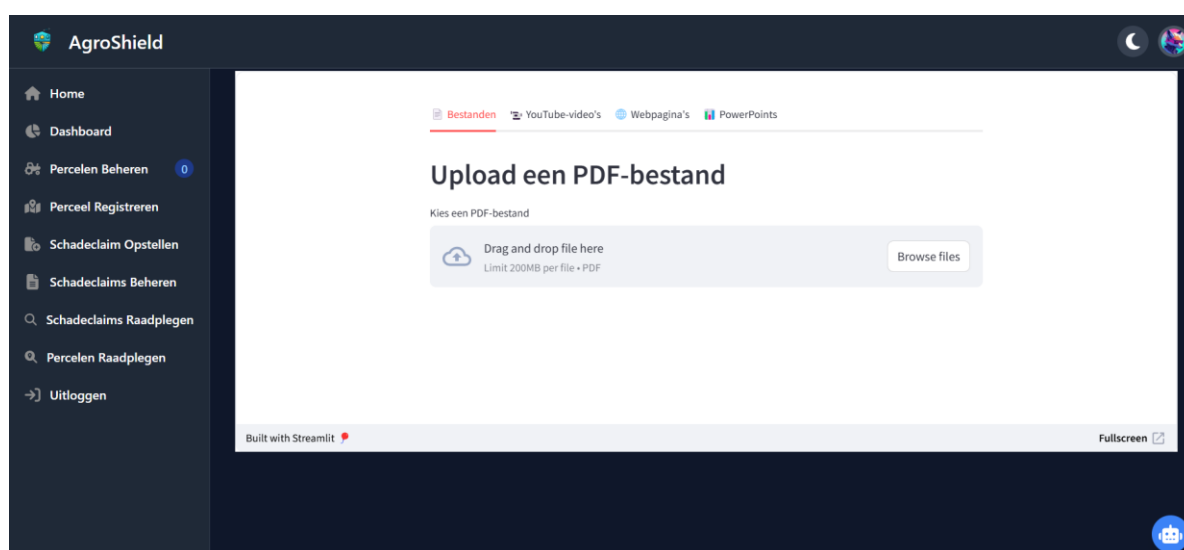 AgroShield
Home
Dashboard
Percelen Beheren 0
Perceel Registreren
Schadeclaim Opstellen
Schadeclaims Beheren
Schadeclaims Raadplegen
Percelen Raadplegen
Uitloggen
Bestanden YouTube-video's Webpagina's PowerPoints
Upload een PDF-bestand
Kies een PDF-bestand
Drag and drop file here
Limit 200MB per file • PDF
Browse files
Built with Streamlit
Fullscreen